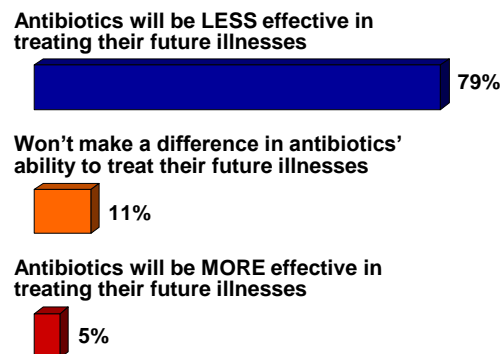 Antibiotics will be LESS effective in
treating their future illnesses
79%
Won't make a difference in antibiotics'
ability to treat their future illnesses
11%
Antibiotics will be MORE effective in
treating their future illnesses
5%